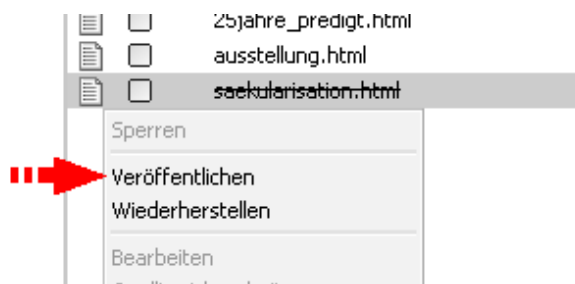 25jahre_predigt.html
ausstellung.html
saekularisation.html
Sperren
Veröffentlichen
Wiederherstellen
Bearbeiten